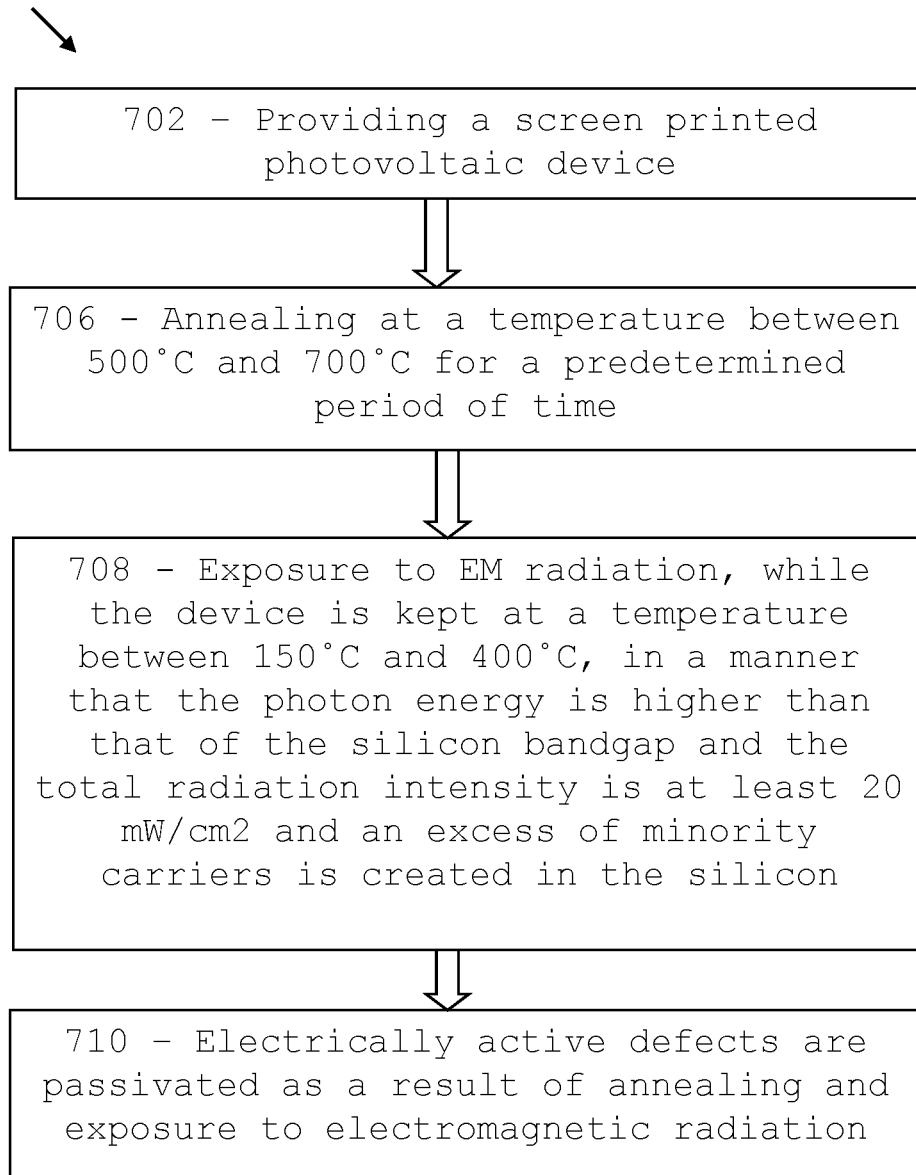 702 – Providing a screen printed
photovoltaic device
706 - Annealing at a temperature between
500°C and 700°C for a predetermined
period of time
708 - Exposure to EM radiation, while
the device is kept at a temperature
between 150°C and 400°C, in a manner
that the photon energy is higher than
that of the silicon bandgap and the
total radiation intensity is at least 20
mW/cm2 and an excess of minority
carriers is created in the silicon
710 – Electrically active defects are
passivated as a result of annealing and
exposure to electromagnetic radiation